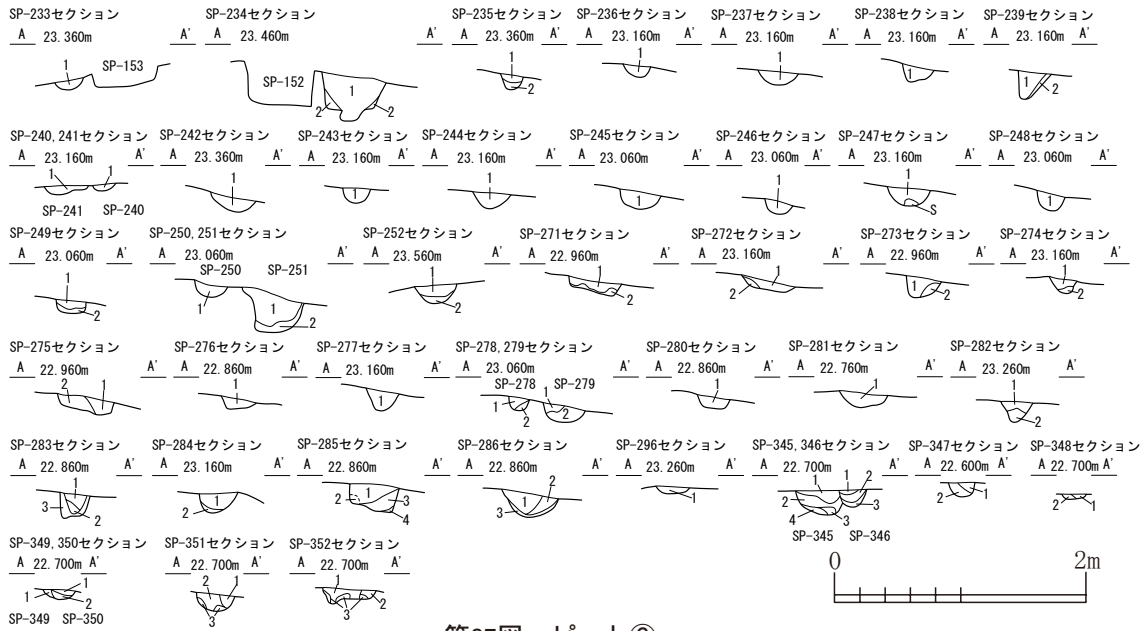 SP-233セクション SP-234セクション SP-235セクション SP-236セクション SP-237セクション SP-238セクション SP-239セクション
A 23.360m A' A 23.460m A' A 23.360m A' A 23.160m A' A 23.160m A' A 23.160m A' A 23.160m A'
1 SP-153 SP-152 1 2 2 1 2 1 1 1 1 2
SP-240,241セクション SP-242セクション SP-243セクション SP-244セクション SP-245セクション SP-246セクション SP-247セクション SP-248セクション
A 23.160m A' A 23.360m A' A 23.160m A' A 23.160m A' A 23.060m A' A 23.060m A' A 23.160m A' A 23.060m A'
1 1 1 1 1 1 1 1 S 1
SP-241 SP-240
SP-249セクション SP-250,251セクション SP-252セクション SP-271セクション SP-272セクション SP-273セクション SP-274セクション
A 23.060m A' A 23.060m A' A 23.560m A' A 22.960m A' A 23.160m A' A 22.960m A' A 23.160m A'
SP-250 SP-251
1 2 1 1 2 1 2 1 2 2 1 1 2 1 2
SP-275セクション SP-276セクション SP-277セクション SP-278,279セクション SP-280セクション SP-281セクション SP-282セクション
A 22.960m A' A 22.860m A' A 23.160m A' A 23.060m A' A 22.860m A' A 22.760m A' A 23.260m A'
SP-278 SP-279
2 1 1 1 1 2 1 2 1 1 1 2
SP-283セクション SP-284セクション SP-285セクション SP-286セクション SP-296セクション SP-345,346セクション SP-347セクション SP-348セクション
A 22.860m A' A 23.160m A' A 22.860m A' A 22.860m A' A 23.260m A' A 22.700m A' A 22.600m A' A 22.700m A'
1 3 2 1 2 1 2 3 4 1 2 3 1 1 1 2 2 3 4 3 2 1 2 1
SP-345 SP-346
SP-349,350セクション SP-351セクション SP-352セクション
A 22.700m A' A 22.700m A' A 22.700m A'
1 1 2 2 1 3 1 2 3
SP-349 SP-350
0 2m